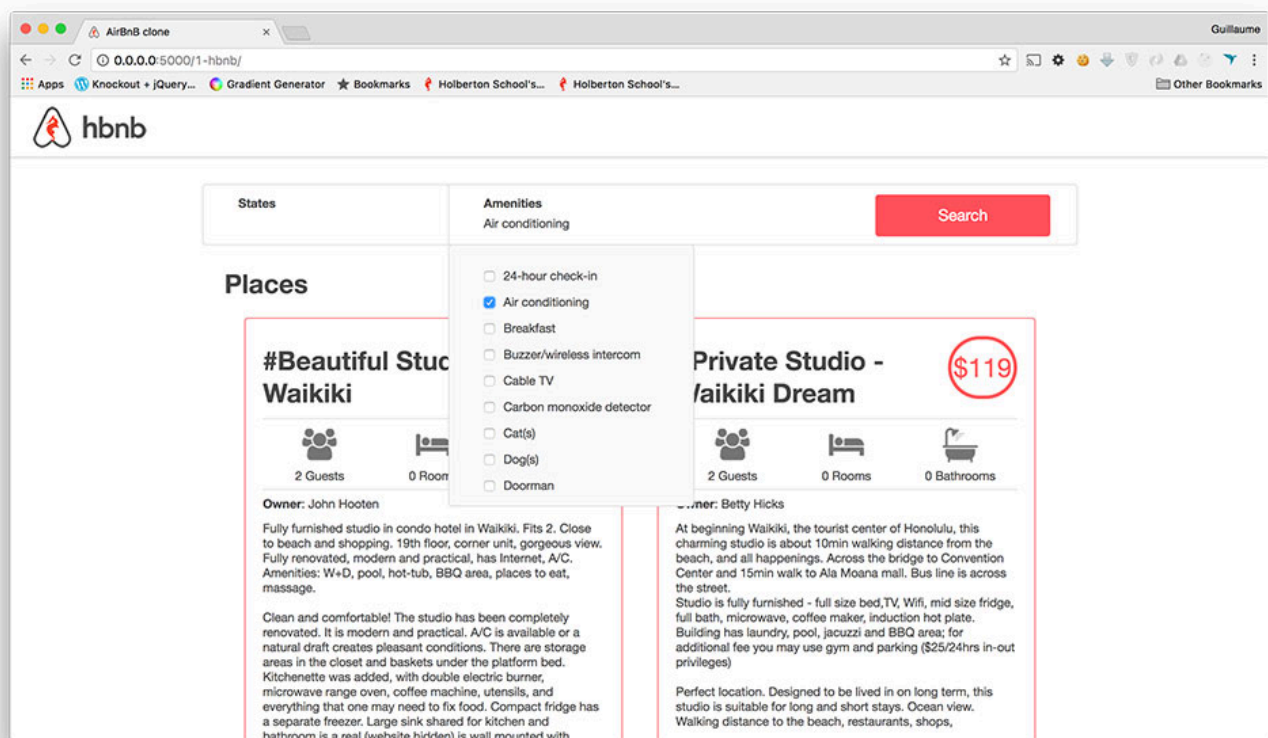 AirBnB clone
Guillaume
0.0.0.0:5000/1-hbnb/
Apps Knockout + jQuery... Gradient Generator Bookmarks Holberton School's... Holberton School's... Other Bookmarks
hbnb
States
Amenities
Air conditioning
Search
24-hour check-in
Air conditioning
Breakfast
Buzzer/wireless intercom
Cable TV
Carbon monoxide detector
Cat(s)
Dog(s)
Doorman
Places
#Beautiful
Waikiki
2 Guests
0
Owner: John Hooten
Fully furnished studio in condo hotel in Waikiki. Fits 2. Close
to beach and shopping. 19th floor, corner unit, gorgeous view.
Fully renovated, modern and practical, has Internet, A/C.
Amenities: W+D, pool, hot-tub, BBQ area, places to eat,
massage.
Clean and comfortable! The studio has been completely
renovated. It is modern and practical. A/C is available or a
natural draft creates pleasant conditions. There are storage
areas in the closet and baskets under the platform bed.
Kitchenette was added, with double electric burner,
microwave range oven, coffee machine, utensils, and
everything that one may need to fix food. Compact fridge has
a separate freezer. Large sink shared for kitchen and
bathroom is a real (website hidden) is wall mounted with
Private Studio -
Dream
$119
2 Guests
0 Rooms
0 Bathrooms
Betty Hicks
At beginning Waikiki, the tourist center of Honolulu, this
charming studio is about 10min walking distance from the
beach, and all happenings. Across the bridge to Convention
Center and 15min walk to Ala Moana mall. Bus line is across
the street.
Studio is fully furnished - full size bed,TV, Wifi, mid size fridge,
full bath, microwave, coffee maker, induction hot plate.
Building has laundry, pool, jacuzzi and BBQ area; for
additional fee you may use gym and parking ($25/24hrs in-out
privileges)
Perfect location. Designed to be lived in on long term, this
studio is suitable for long and short stays. Ocean view.
Walking distance to the beach, restaurants, shops,